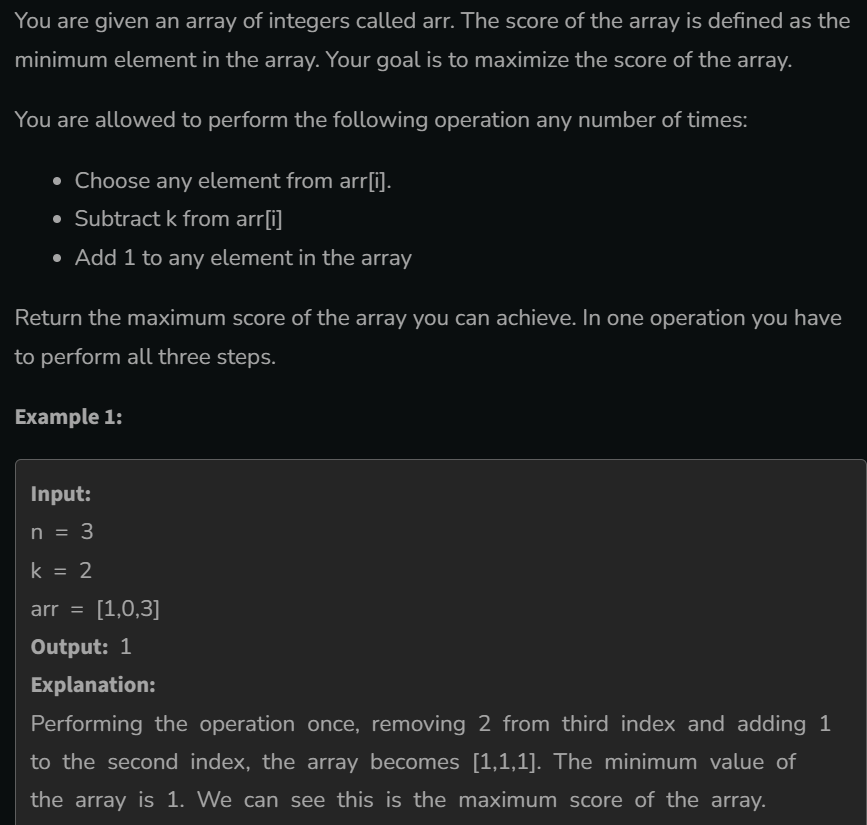 You are given an array of integers called arr. The score of the array is defined as the
minimum element in the array. Your goal is to maximize the score of the array.
You are allowed to perform the following operation any number of times:
• Choose any element from arr[i].
• Subtract k from arr[i]
• Add 1 to any element in the array
Return the maximum score of the array you can achieve. In one operation you have
to perform all three steps.
Example 1:
Input:
n = 3
k = 2
arr = [1,0,3]
Output: 1
Explanation:
Performing the operation once, removing 2 from third index and adding 1
to the second index, the array becomes [1,1,1]. The minimum value of
the array is 1. We can see this is the maximum score of the array.